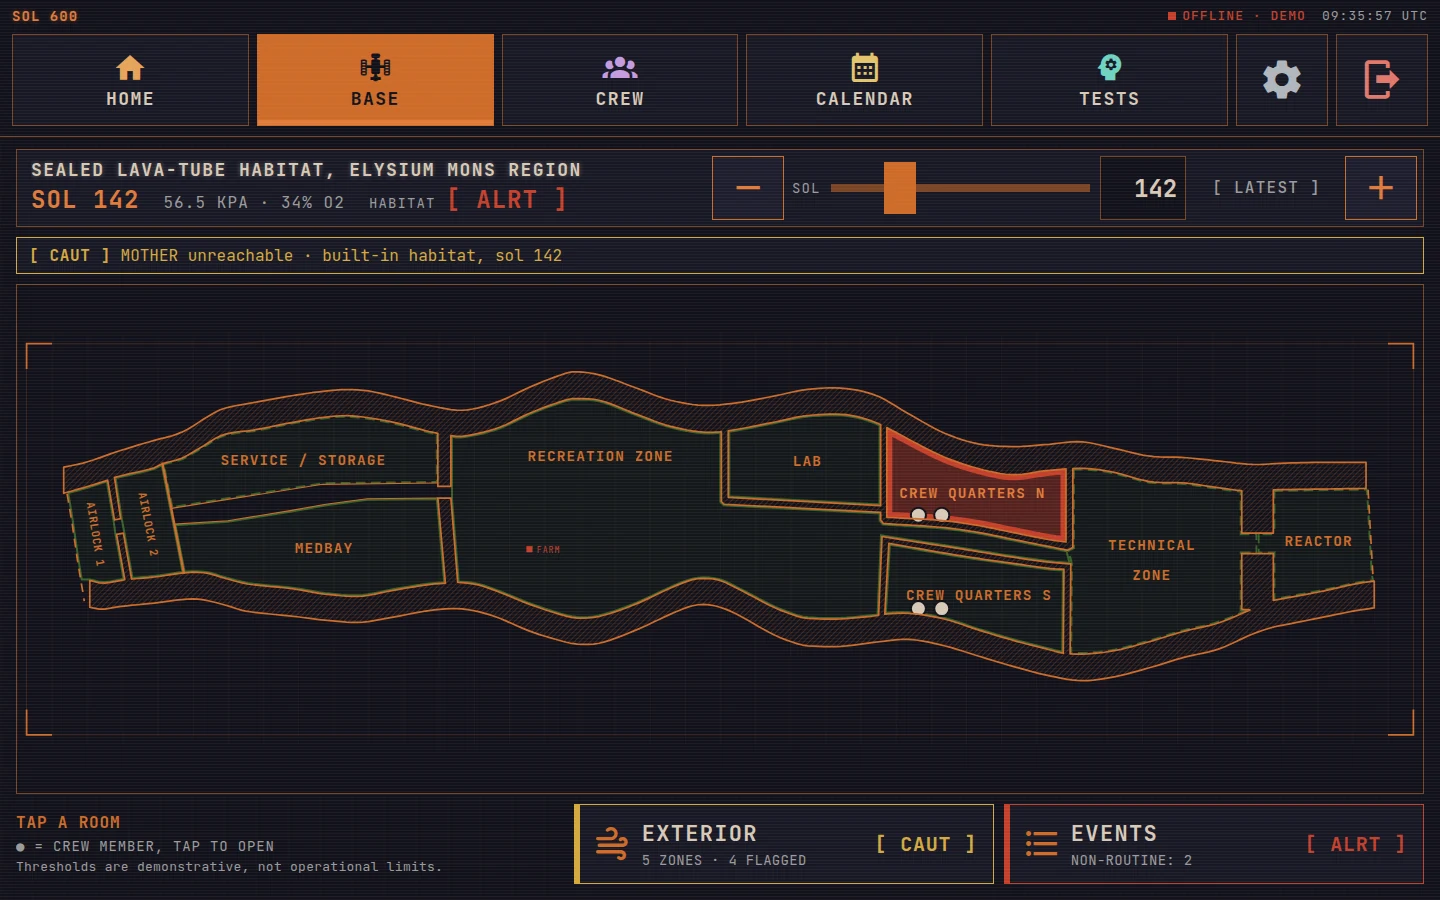 SOL 600
OFFLINE · DEMO 09:35:57 UTC
HOME
BASE
CREW
CALENDAR
TESTS
SEALED LAVA-TUBE HABITAT, ELYSIUM MONS REGION
SOL 142 56.5 KPA · 34% O2 HABITAT [ ALRT ]
SOL
142
[ LATEST ]
[ CAUT ] MOTHER unreachable · built-in habitat, sol 142
SERVICE / STORAGE
RECREATION ZONE
LAB
CREW QUARTERS N
AIRLOCK 1
AIRLOCK 2
MEDBAY
FARM
TECHNICAL
ZONE
REACTOR
CREW QUARTERS S
TAP A ROOM
● = CREW MEMBER, TAP TO OPEN
Thresholds are demonstrative, not operational limits.
EXTERIOR
5 ZONES · 4 FLAGGED
[ CAUT ]
EVENTS
NON-ROUTINE: 2
[ ALRT ]